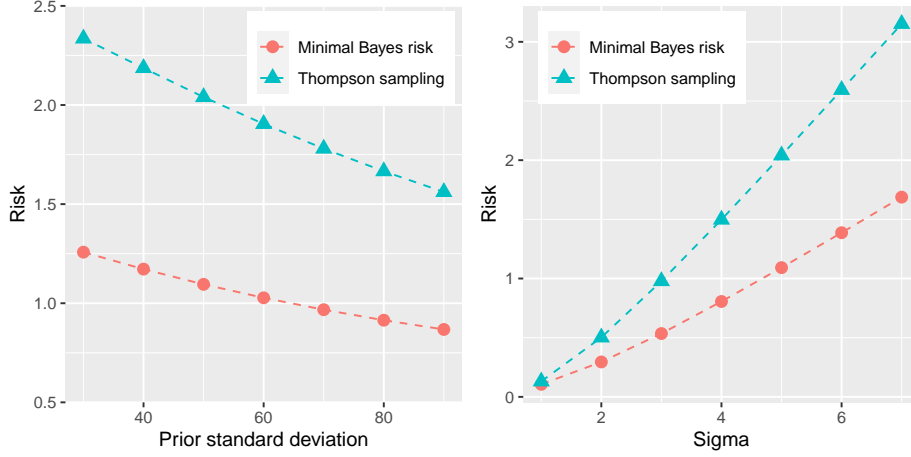 2.5
2.0
1.5
1.0
0.5
Risk
Minimal Bayes risk
Thompson sampling
40
60
80
Prior standard deviation
3
2
1
0
Risk
Minimal Bayes risk
Thompson sampling
2
4
6
Sigma